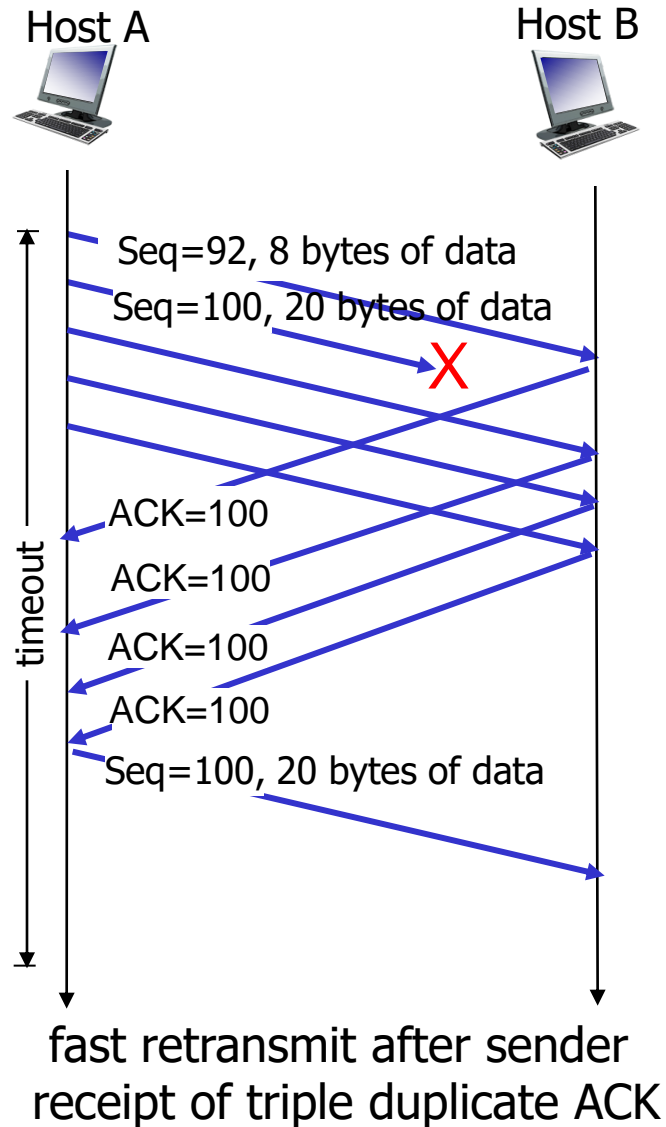 Host A
Host B
Seq=92, 8 bytes of data
Seq=100, 20 bytes of data
X
ACK=100
timeout
ACK=100
ACK=100
ACK=100
Seq=100, 20 bytes of data
fast retransmit after sender
receipt of triple duplicate ACK